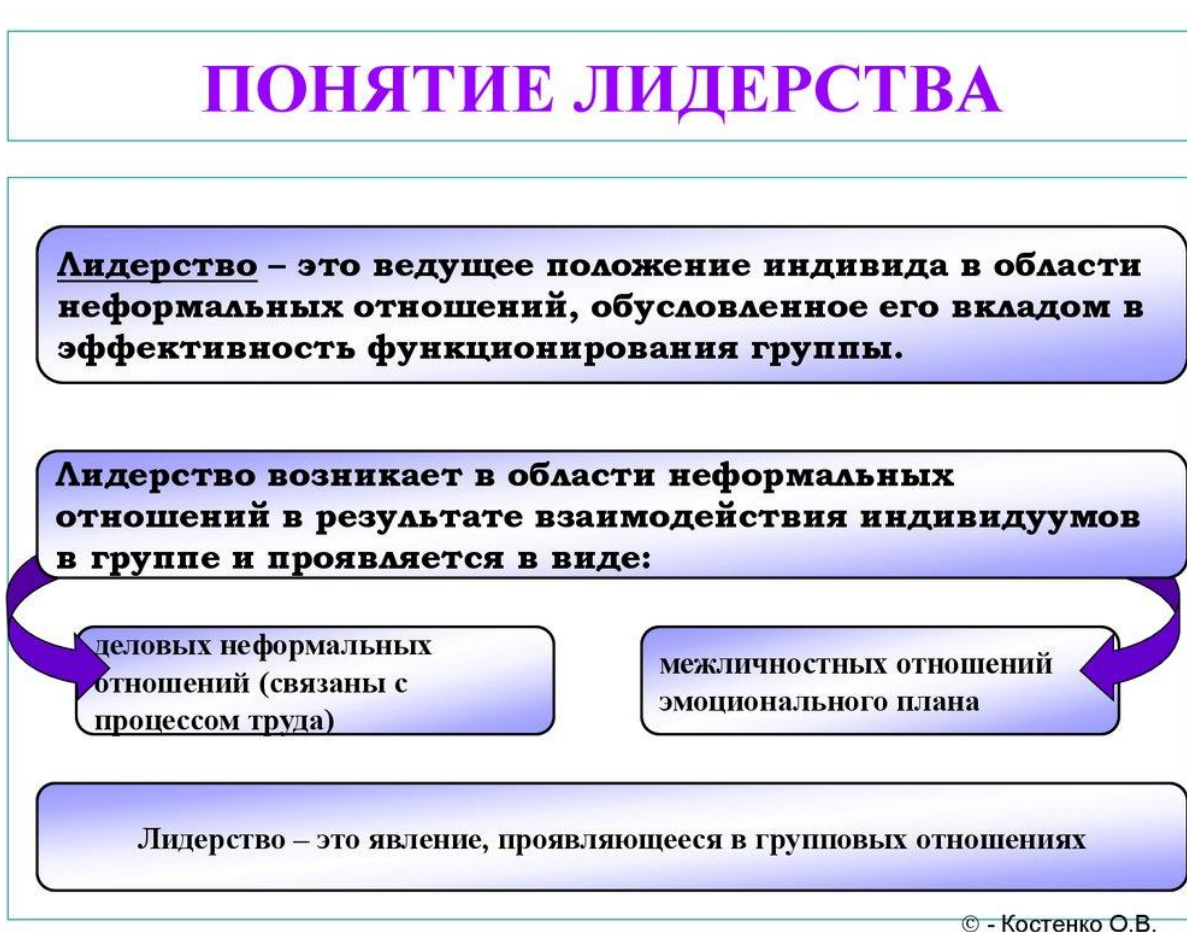 ПОНЯТИЕ ЛИДЕРСТВА
Лидерство – это ведущее положение индивида в области
неформальных отношений, обусловленное его вкладом в
эффективность функционирования группы.
Лидерство возникает в области неформальных
отношений в результате взаимодействия индивидуумов
в группе и проявляется в виде:
деловых неформальных
отношений (связаны с
процессом труда)
межличностных отношений
эмоционального плана
Лидерство – это явление, проявляющееся в групповых отношениях
© - Костенко О.В.